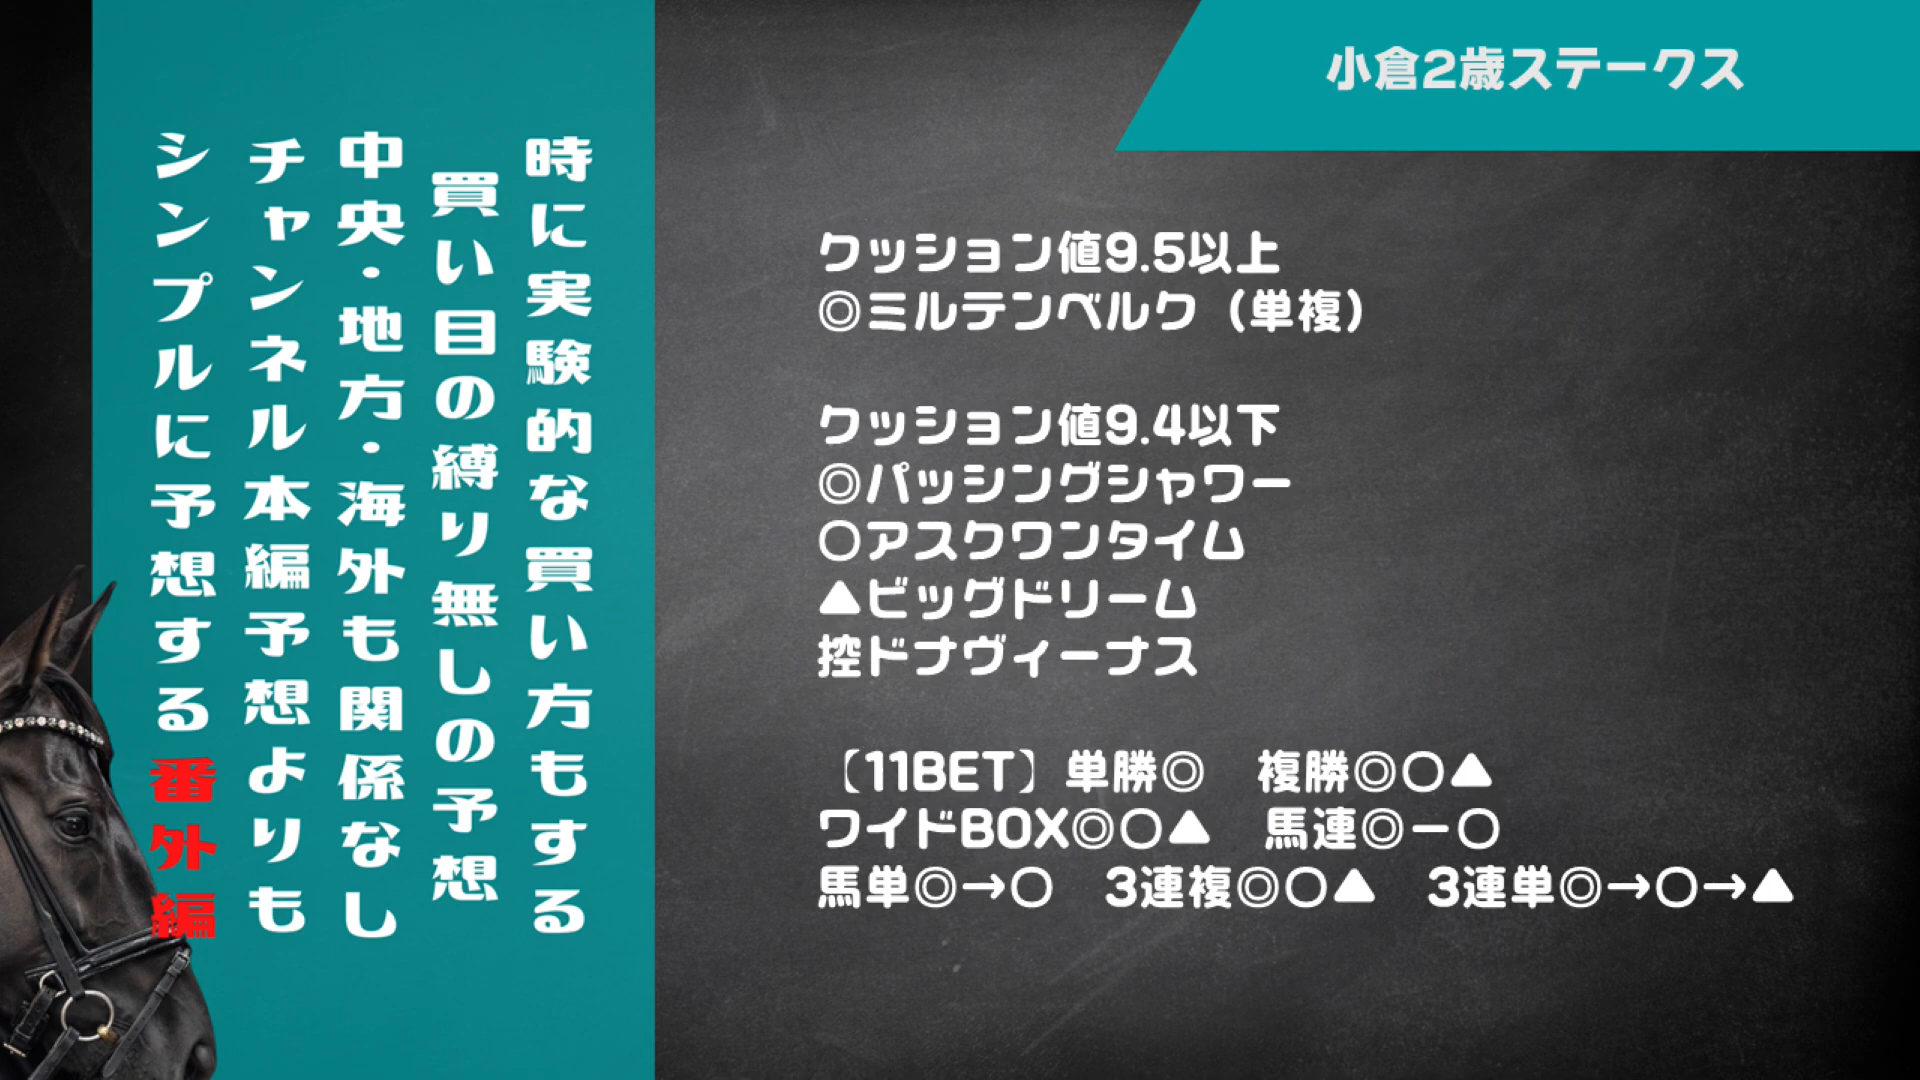 時に実験的な買い方もする
買い目の縛り無しの予想
中央・地方・海外も関係なし
チャンネル本編予想よりも
シンプルに予想する番外編
小倉2歳ステークス
クッション値9.5以上
◎ミルテンベルク（単複）
クッション値9.4以下
◎パッシングシャワー
○アスクワンタイム
▲ビッグドリーム
控ドナヴィーナス
【11BET】単勝◎　複勝◎○▲
ワイドBOX◎○▲　馬連◎ー○
馬単◎→○　3連複◎○▲　3連単◎→○→▲